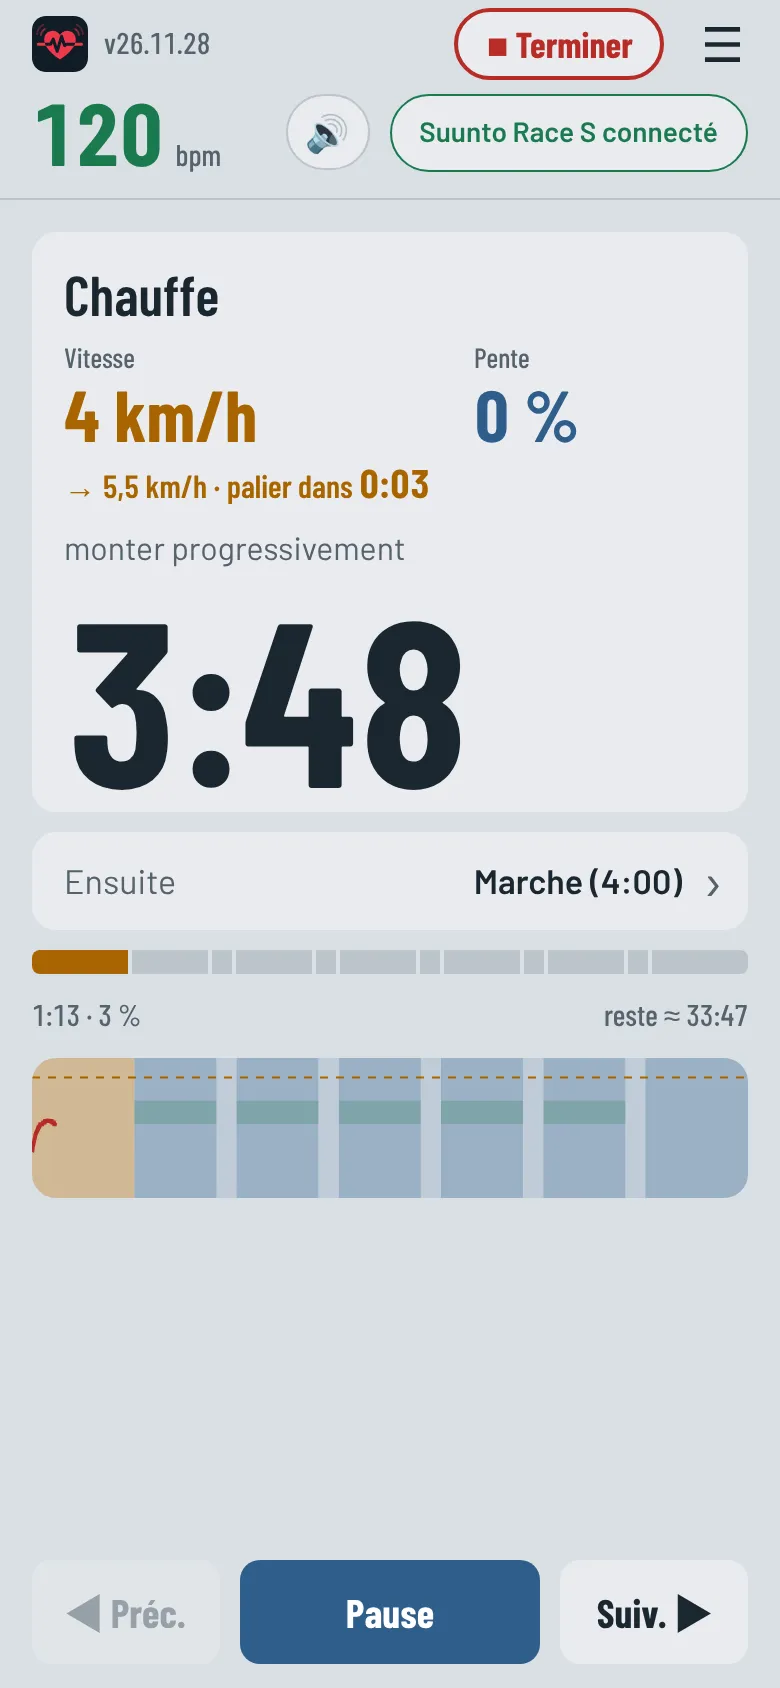 v26.11.28
■ Terminer
☰
120 bpm
🔊
Suunto Race S connecté
Chauffe
Vitesse
Pente
4 km/h
0 %
→ 5,5 km/h · palier dans 0:03
monter progressivement
3:48
Ensuite
Marche (4:00) ›
1:13 · 3 %
reste ≈ 33:47
◀ Préc.
Pause
Suiv. ▶